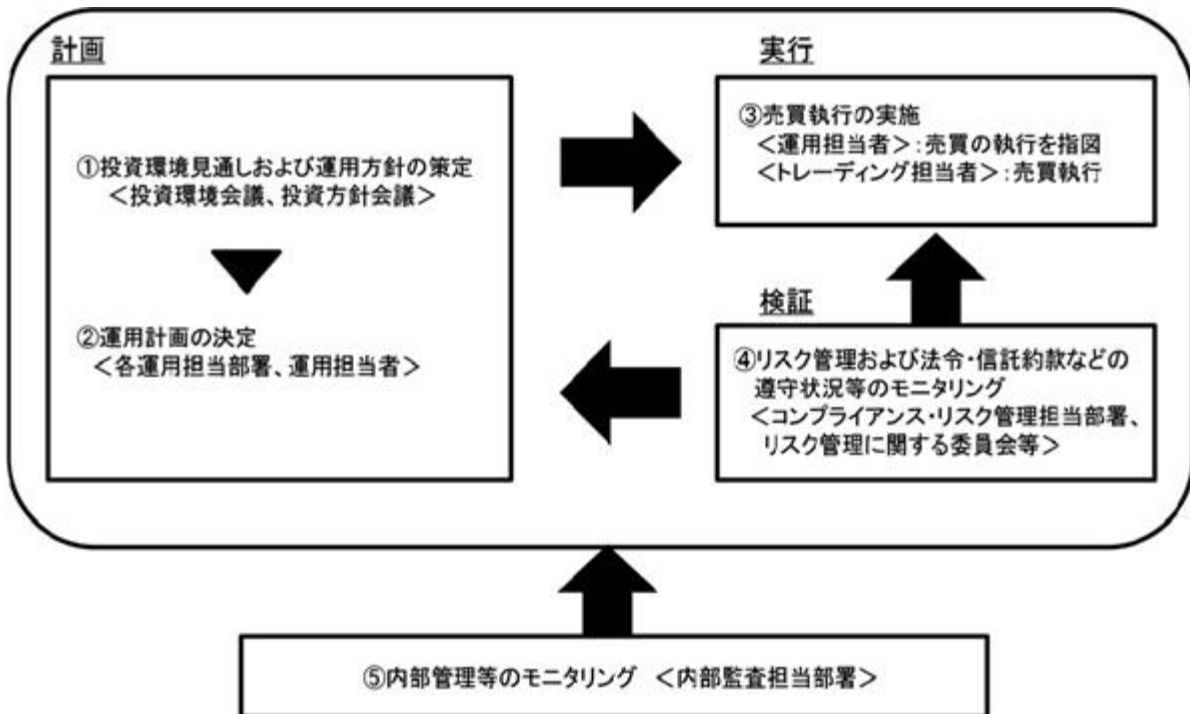 計画
①投資環境見通しおよび運用方針の策定
＜投資環境会議、投資方針会議＞
②運用計画の決定
＜各運用担当部署、運用担当者＞
実行
③売買執行の実施
＜運用担当者＞：売買の執行を指図
＜トレーディング担当者＞：売買執行
検証
④リスク管理および法令・信託約款などの
遵守状況等のモニタリング
＜コンプライアンス・リスク管理担当部署、
リスク管理に関する委員会等＞
⑤内部管理等のモニタリング　＜内部監査担当部署＞